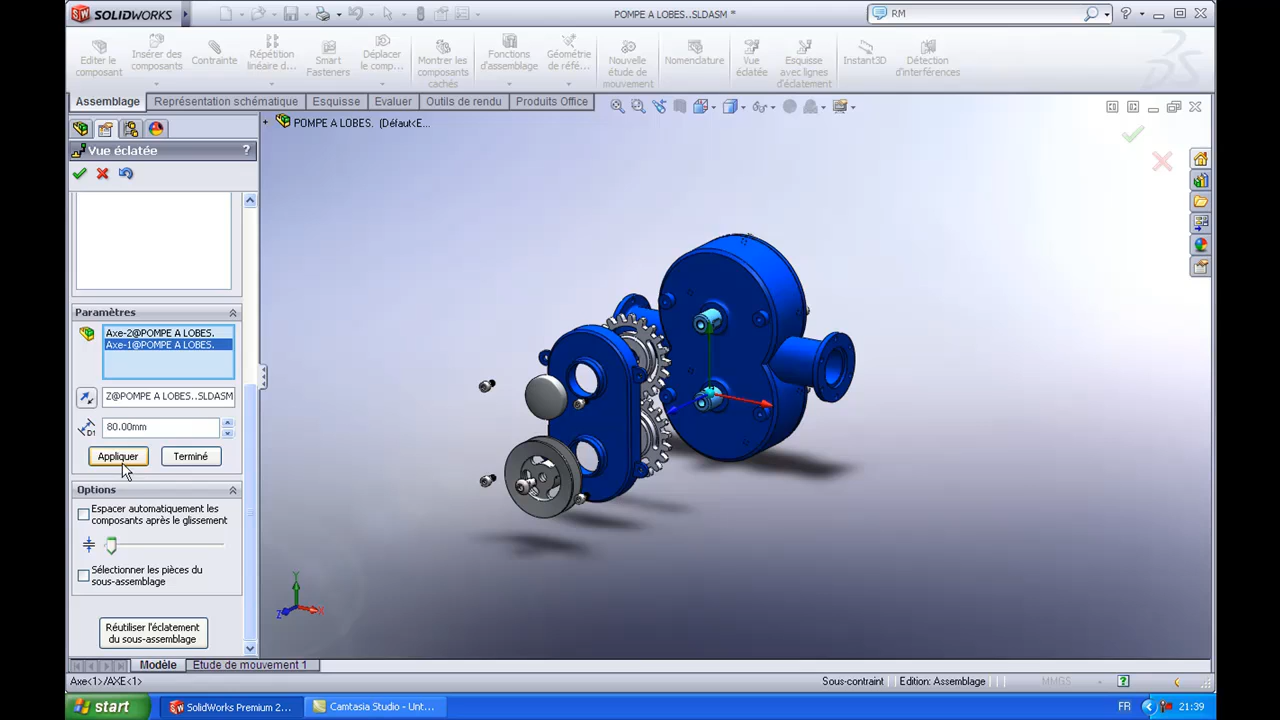 SOLIDWORKS
POMPE A LOBES..SLDASM *
RM
Editer le composant
Insérer des composants
Contrainte
Répétition linéaire d...
Smart Fasteners
Déplacer le comp...
Montrer les composants cachés
Fonctions d'assemblage
Géométrie de réfé...
Nouvelle étude de mouvement
Nomenclature
Vue éclatée
Esquisse avec lignes d'éclatement
Instant3D
Détection d'interférences
Assemblage
Représentation schématique
Esquisse
Evaluer
Outils de rendu
Produits Office
POMPE A LOBES. (Défaut<E...
Vue éclatée
?
Paramètres
Axe-2@POMPE A LOBES.
Axe-1@POMPE A LOBES.
Z@POMPE A LOBES..SLDASM
D1
80.00mm
Appliquer
Terminé
Options
Espacer automatiquement les
composants après le glissement
Sélectionner les pièces du
sous-assemblage
Réutiliser l'éclatement
du sous-assemblage
Y
Z
X
Modèle
Etude de mouvement 1
Axe<1>/AXE<1>
Sous-contraint
Edition: Assemblage
MMGS
start
SolidWorks Premium 2...
Camtasia Studio - Unt...
FR
21:39